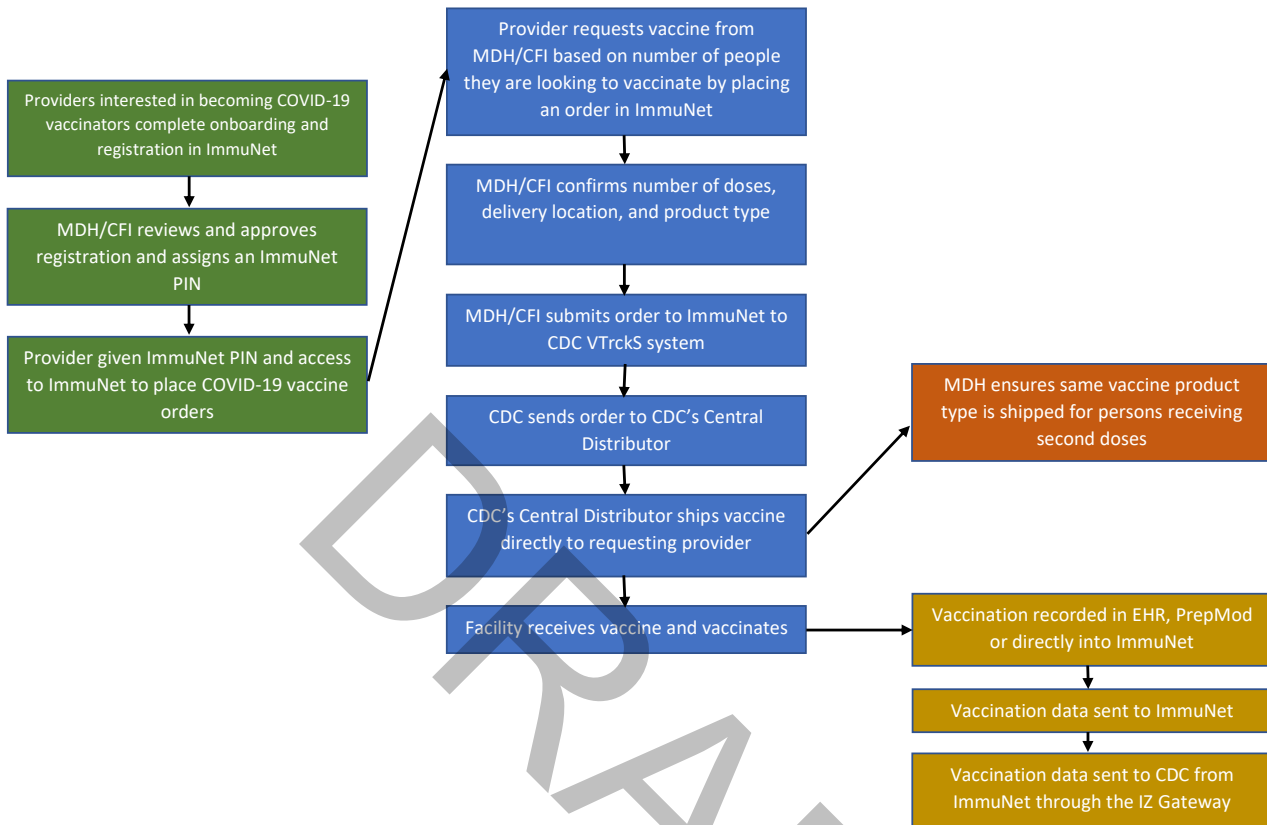 Providers interested in becoming COVID-19
vaccinators complete onboarding and
registration in ImmuNet
MDH/CFI reviews and approves
registration and assigns an ImmuNet
PIN
Provider given ImmuNet PIN and access
to ImmuNet to place COVID-19 vaccine
orders
Provider requests vaccine from
MDH/CFI based on number of people
they are looking to vaccinate by placing
an order in ImmuNet
MDH/CFI confirms number of doses,
delivery location, and product type
MDH/CFI submits order to ImmuNet to
CDC VTrckS system
CDC sends order to CDC’s Central
Distributor
CDC’s Central Distributor ships vaccine
directly to requesting provider
Facility receives vaccine and vaccinates
MDH ensures same vaccine product
type is shipped for persons receiving
second doses
Vaccination recorded in EHR, PrepMod
or directly into ImmuNet
Vaccination data sent to ImmuNet
Vaccination data sent to CDC from
ImmuNet through the IZ Gateway